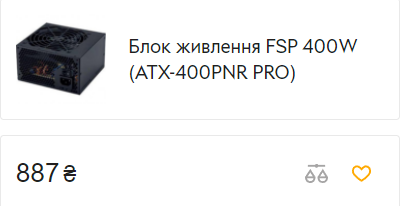 Блок живлення FSP 400W
(ATX-400PNR PRO)
887 ₴